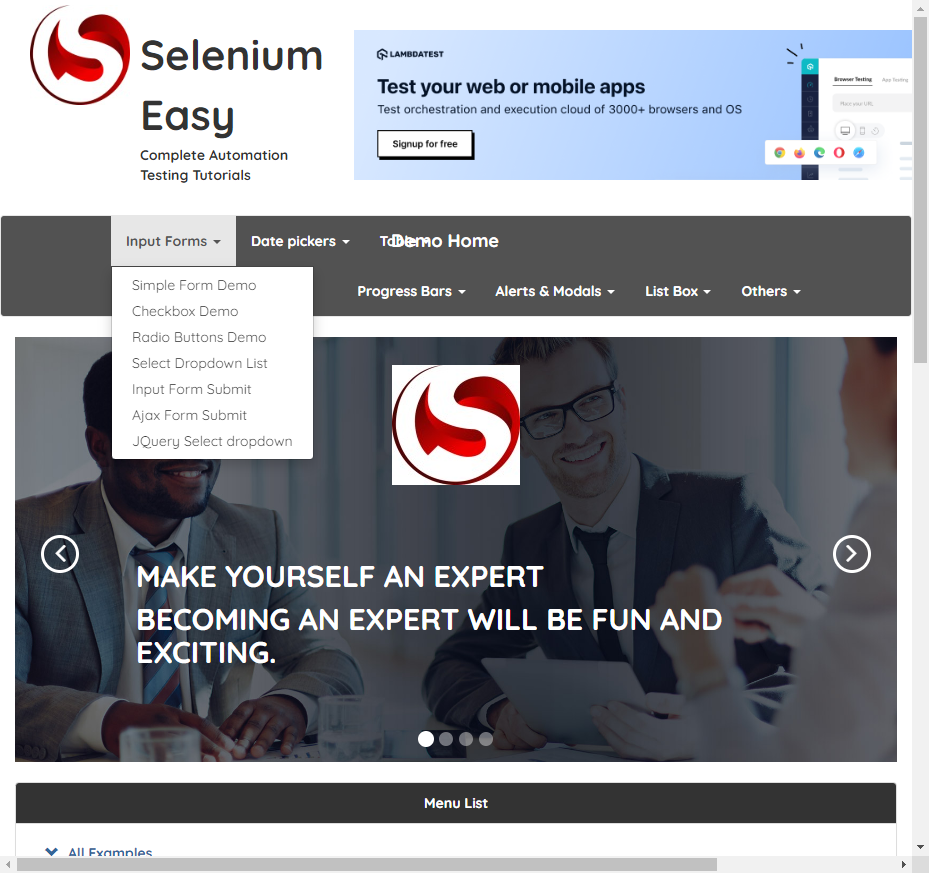 Selenium
Easy
Complete Automation
Testing Tutorials
LAMBDATEST
Test your web or mobile apps
Test orchestration and execution cloud of 3000+ browsers and OS
Signup for free
Browser Testing
App Testing
Place your URL
Input Forms
Date pickers
Table
Demo Home
Progress Bars
Alerts & Modals
List Box
Others
Simple Form Demo
Checkbox Demo
Radio Buttons Demo
Select Dropdown List
Input Form Submit
Ajax Form Submit
JQuery Select dropdown
MAKE YOURSELF AN EXPERT
BECOMING AN EXPERT WILL BE FUN AND
EXCITING.
Menu List
All Examples